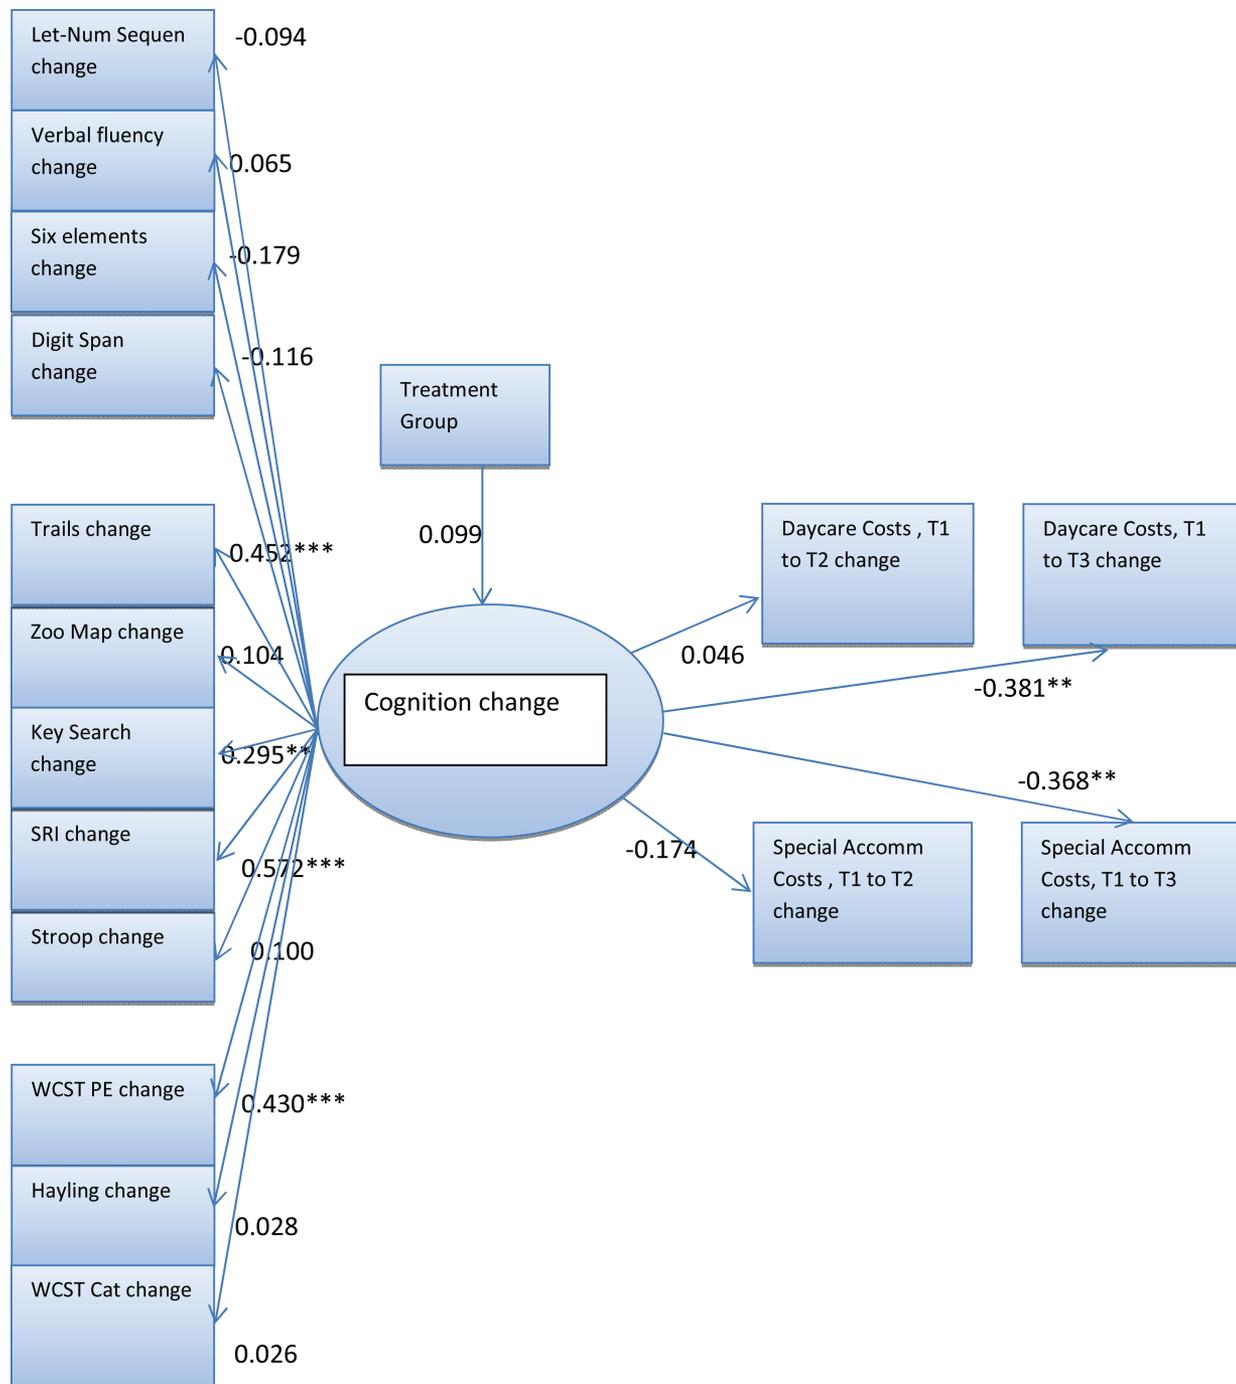 Let-Num Sequen
change
-0.094
Verbal fluency
change
0.065
Six elements
change
-0.179
Digit Span
change
-0.116
Treatment
Group
0.099
Trails change
0.452***
Zoo Map change
0.104
Key Search
change
0.295**
SRI change
0.572***
Stroop change
0.100
WCST PE change
0.430***
Hayling change
0.028
WCST Cat change
0.026
Cognition change
Daycare Costs , T1
to T2 change
0.046
Daycare Costs, T1
to T3 change
-0.381**
-0.368**
-0.174
Special Accomm
Costs , T1 to T2
change
Special Accomm
Costs, T1 to T3
change